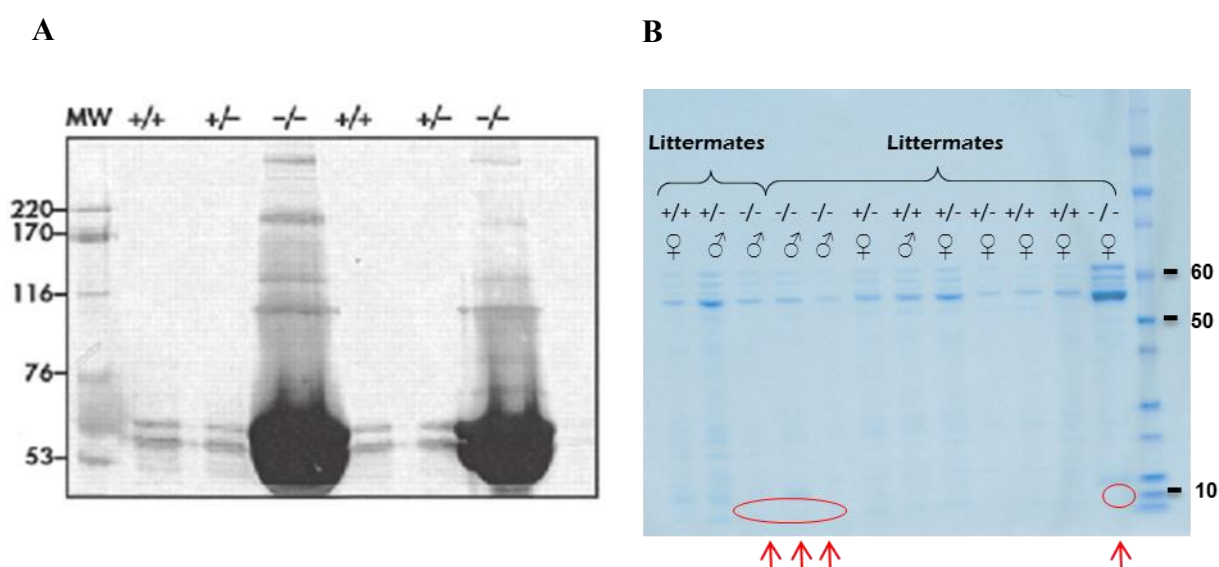 A
B
MW +/+ +/- -/- +/+ +/- -/-
220
170
116
76
53
Littermates Littermates
+/+ +/- -/- -/- -/- +/- +/+ +/- +/- +/+ +/+ -/-
♀ ♂ ♂ ♂ ♂ ♀ ♂ ♀ ♀ ♀ ♀ ♀
60
50
10